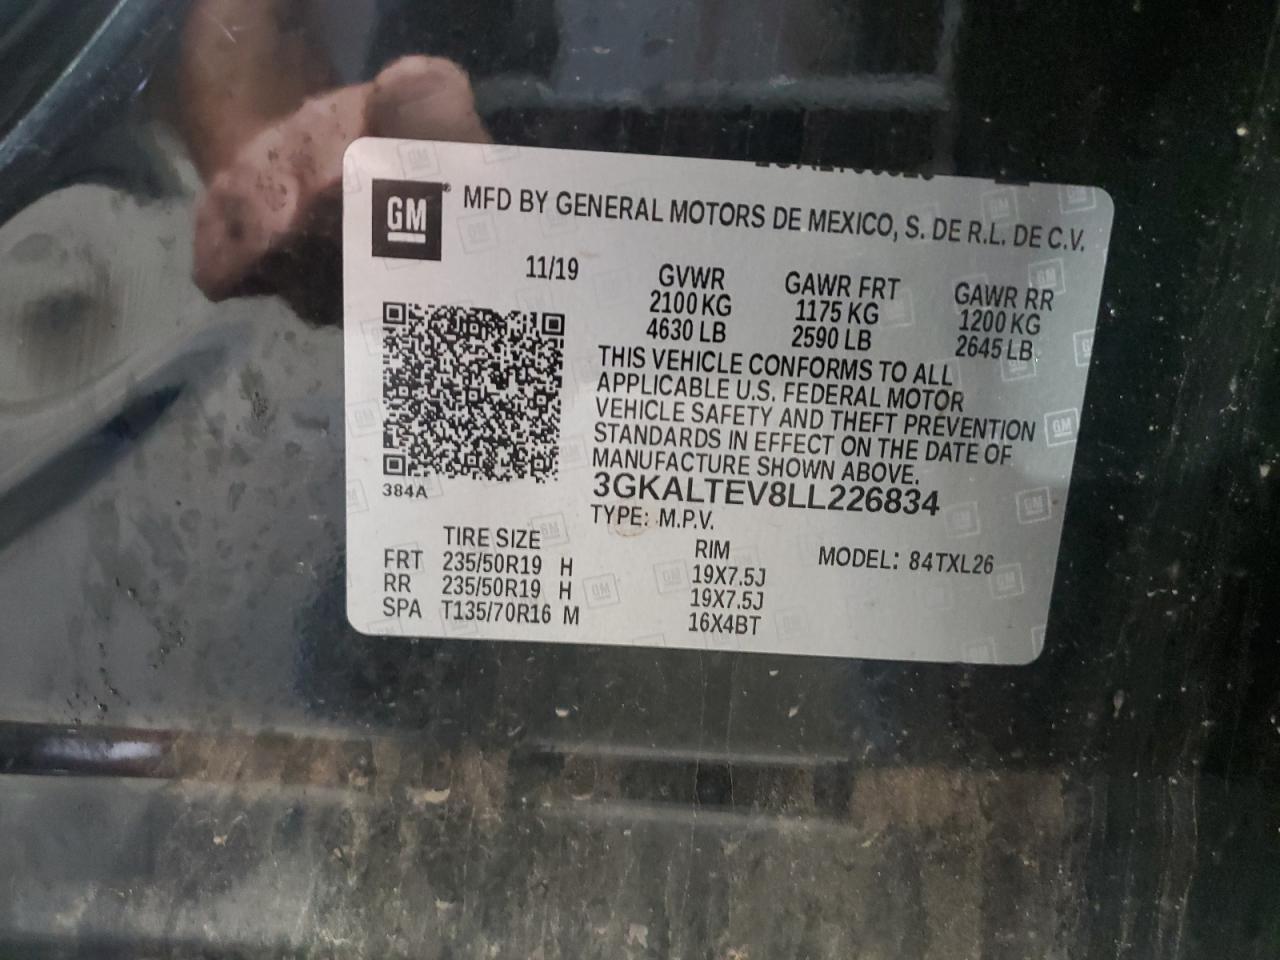 GM ® MFD BY GENERAL MOTORS DE MEXICO, S. DE R.L. DE C.V.
11/19
GVWR GAWR FRT GAWR RR
2100 KG 1175 KG 1200 KG
4630 LB 2590 LB 2645 LB
THIS VEHICLE CONFORMS TO ALL
APPLICABLE U.S. FEDERAL MOTOR
VEHICLE SAFETY AND THEFT PREVENTION
STANDARDS IN EFFECT ON THE DATE OF
MANUFACTURE SHOWN ABOVE.
384A
3GKALTEV8LL226834
TYPE: M.P.V.
TIRE SIZE RIM MODEL: 84TXL26
FRT 235/50R19 H 19X7.5J
RR 235/50R19 H 19X7.5J
SPA T135/70R16 M 16X4BT